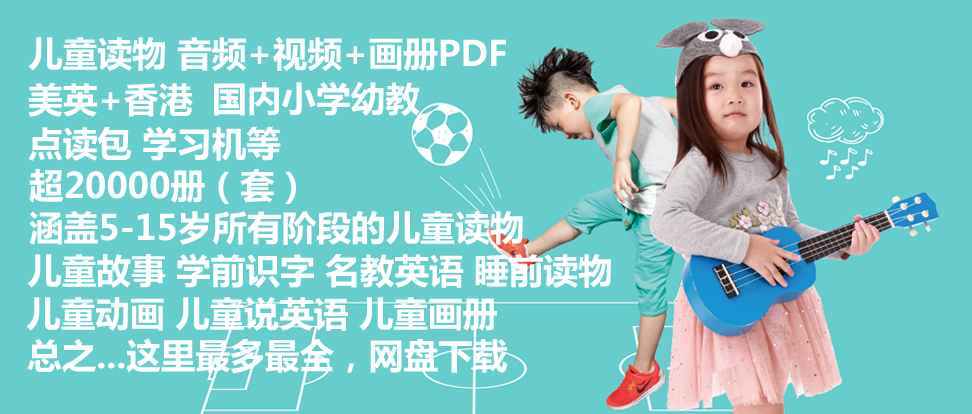 儿童读物 音频+视频+画册PDF
美英+香港 国内小学幼教
点读包 学习机等
超20000册（套）
涵盖5-15岁所有阶段的儿童读物
儿童故事 学前识字 名教英语 睡前读物
儿童动画 儿童说英语 儿童画册
总之...这里最多最全，网盘下载